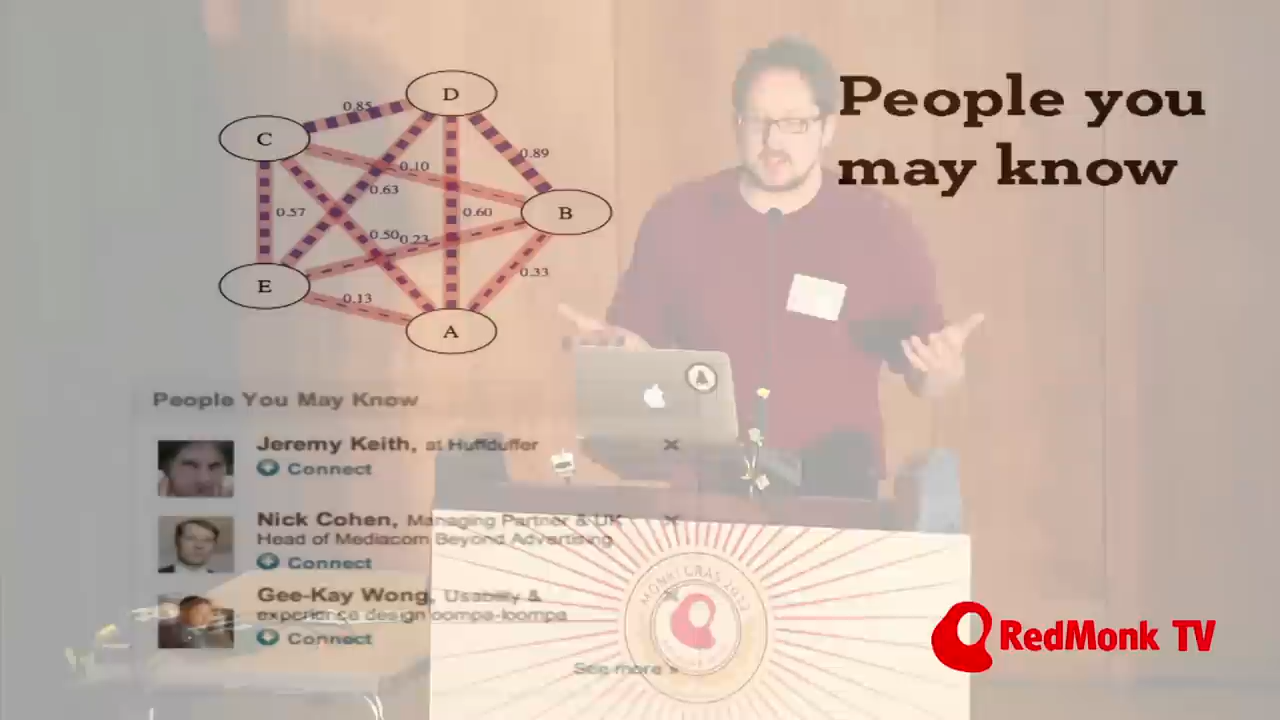 D
0.85
C
0.89
0.10
0.63
0.57
0.60
B
0.50
0.23
0.33
E
0.13
A
People you
may know
People You May Know
Jeremy Keith, at Huffduffer
Connect
Nick Cohen, Managing Partner & UK
Head of Mediacom Beyond Advertising
Connect
Gee-Kay Wong, Usability &
experience design oompa-loompa
Connect
See more »
MONKI GRAS 2012
RedMonk TV